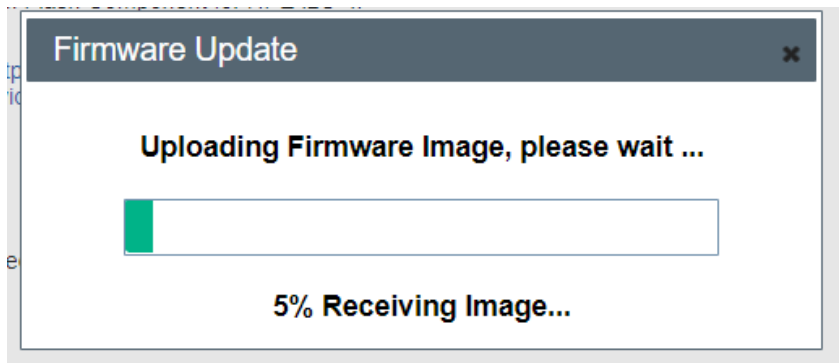 Firmware Update
Uploading Firmware Image, please wait ...
5% Receiving Image...